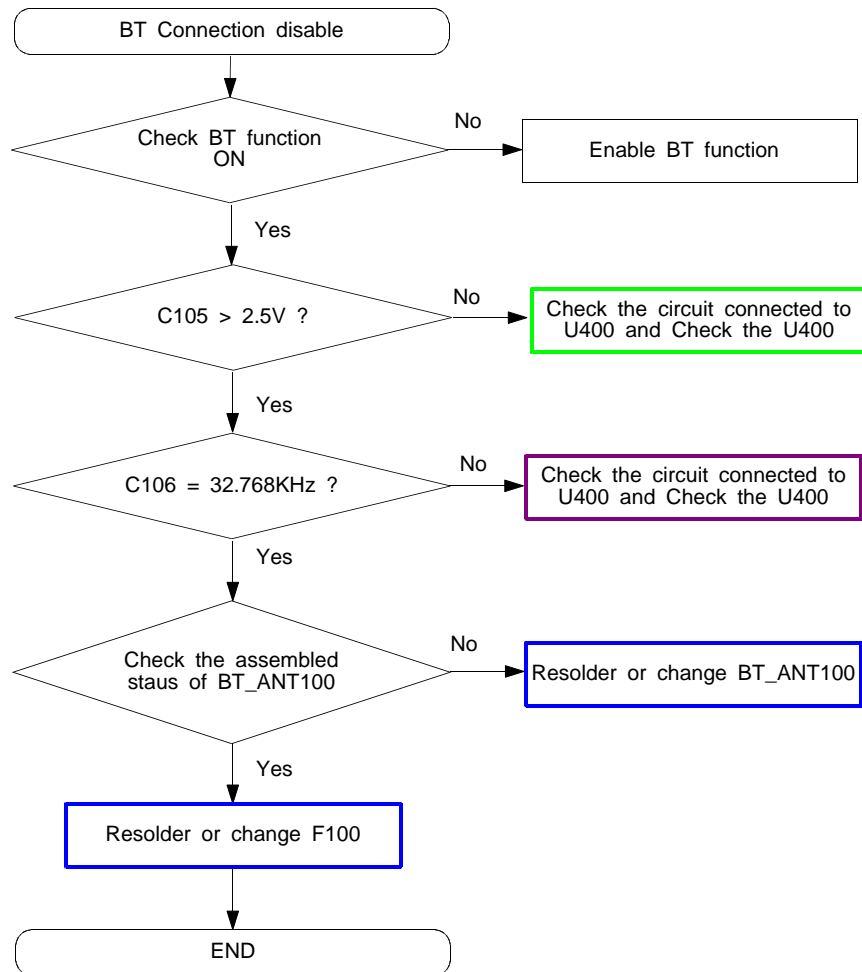 BT Connection disable
Check BT function
ON
No
Enable BT function
Yes
C105 > 2.5V ?
No
Check the circuit connected to
U400 and Check the U400
Yes
C106 = 32.768KHz ?
No
Check the circuit connected to
U400 and Check the U400
Yes
Check the assembled
staus of BT_ANT100
No
Resolder or change BT_ANT100
Yes
Resolder or change F100
END